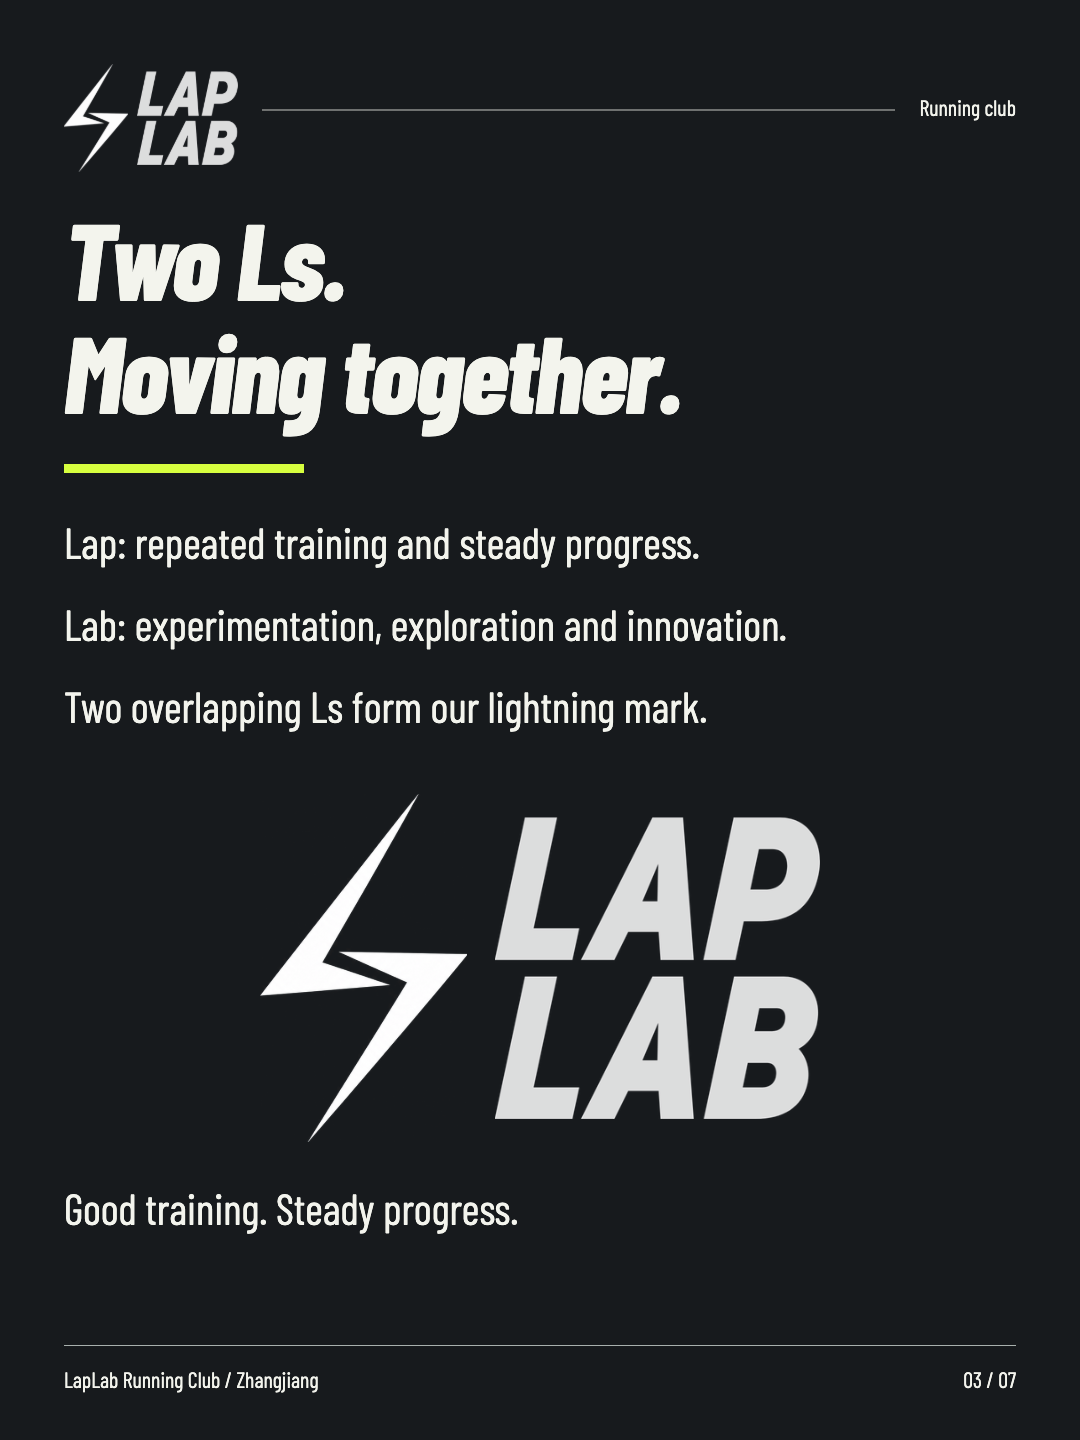 LAP
LAB
Running club
Two Ls.
Moving together.
Lap: repeated training and steady progress.
Lab: experimentation, exploration and innovation.
Two overlapping Ls form our lightning mark.
LAP
LAB
Good training. Steady progress.
LapLab Running Club / Zhangjiang
03 / 07